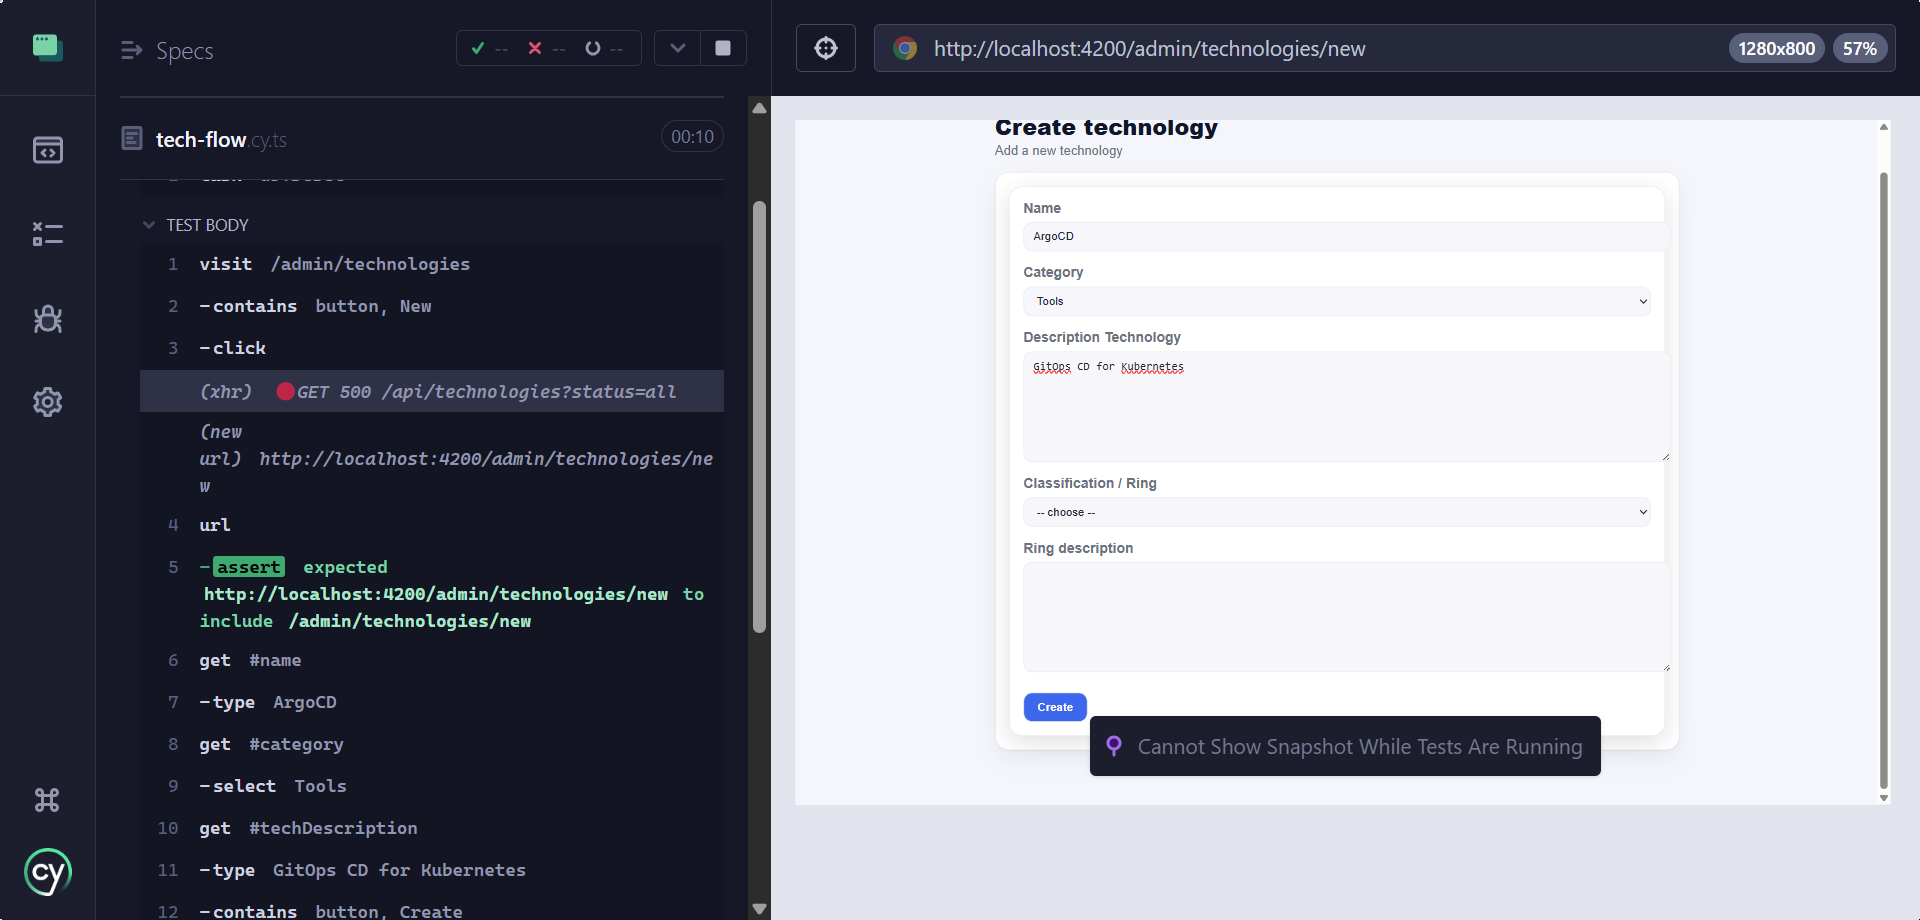 Specs
-- -- --
tech-flow.cy.ts
00:10
TEST BODY
1 visit /admin/technologies
2 -contains button, New
3 -click
(xhr) GET 500 /api/technologies?status=all
(new
url) http://localhost:4200/admin/technologies/ne
w
4 url
5 -assert expected
http://localhost:4200/admin/technologies/new to
include /admin/technologies/new
6 get #name
7 -type ArgoCD
8 get #category
9 -select Tools
10 get #techDescription
11 -type GitOps CD for Kubernetes
12 -contains button, Create
cy
http://localhost:4200/admin/technologies/new
1280x800
57%
Create technology
Add a new technology
Name
ArgoCD
Category
Tools
Description Technology
GitOps CD for Kubernetes
Classification / Ring
-- choose --
Ring description
Create
Cannot Show Snapshot While Tests Are Running